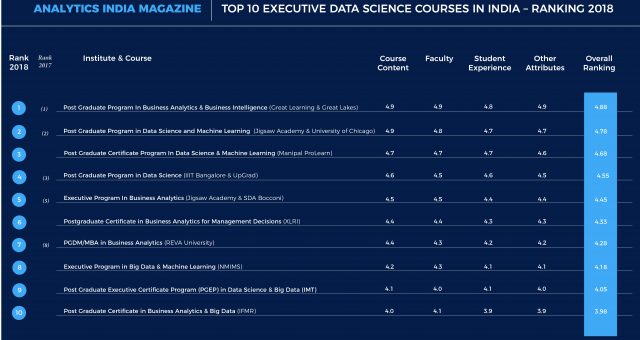 ANALYTICS INDIA MAGAZINE | TOP 10 EXECUTIVE DATA SCIENCE COURSES IN INDIA – RANKING 2018
Rank 2018 Rank 2017 Institute & Course Course Content Faculty Student Experience Other Attributes Overall Ranking
1 (1) Post Graduate Program In Business Analytics & Business Intelligence (Great Learning & Great Lakes) 4.9 4.9 4.8 4.9 4.88
2 (2) Post Graduate Program in Data Science and Machine Learning (Jigsaw Academy & University of Chicago) 4.9 4.8 4.7 4.7 4.78
3 Post Graduate Certificate Program In Data Science & Machine Learning (Manipal ProLearn) 4.7 4.7 4.7 4.6 4.68
4 (3) Post Graduate Program in Data Science (IIIT Bangalore & UpGrad) 4.6 4.5 4.6 4.5 4.55
5 (5) Executive Program In Business Analytics (Jigsaw Academy & SDA Bocconi) 4.5 4.5 4.4 4.4 4.45
6 Postgraduate Certificate in Business Analytics for Management Decisions (XLRI) 4.4 4.4 4.3 4.3 4.33
7 (8) PGDM/MBA in Business Analytics (REVA University) 4.4 4.3 4.2 4.2 4.28
8 Executive Program in Big Data & Machine Learning (NMIMS) 4.2 4.3 4.1 4.1 4.18
9 Post Graduate Executive Certificate Program (PGEP) in Data Science & Big Data (IMT) 4.1 4.0 4.1 4.0 4.05
10 Post Graduate Certificate in Business Analytics & Big Data (IFMR) 4.0 4.1 3.9 3.9 3.98